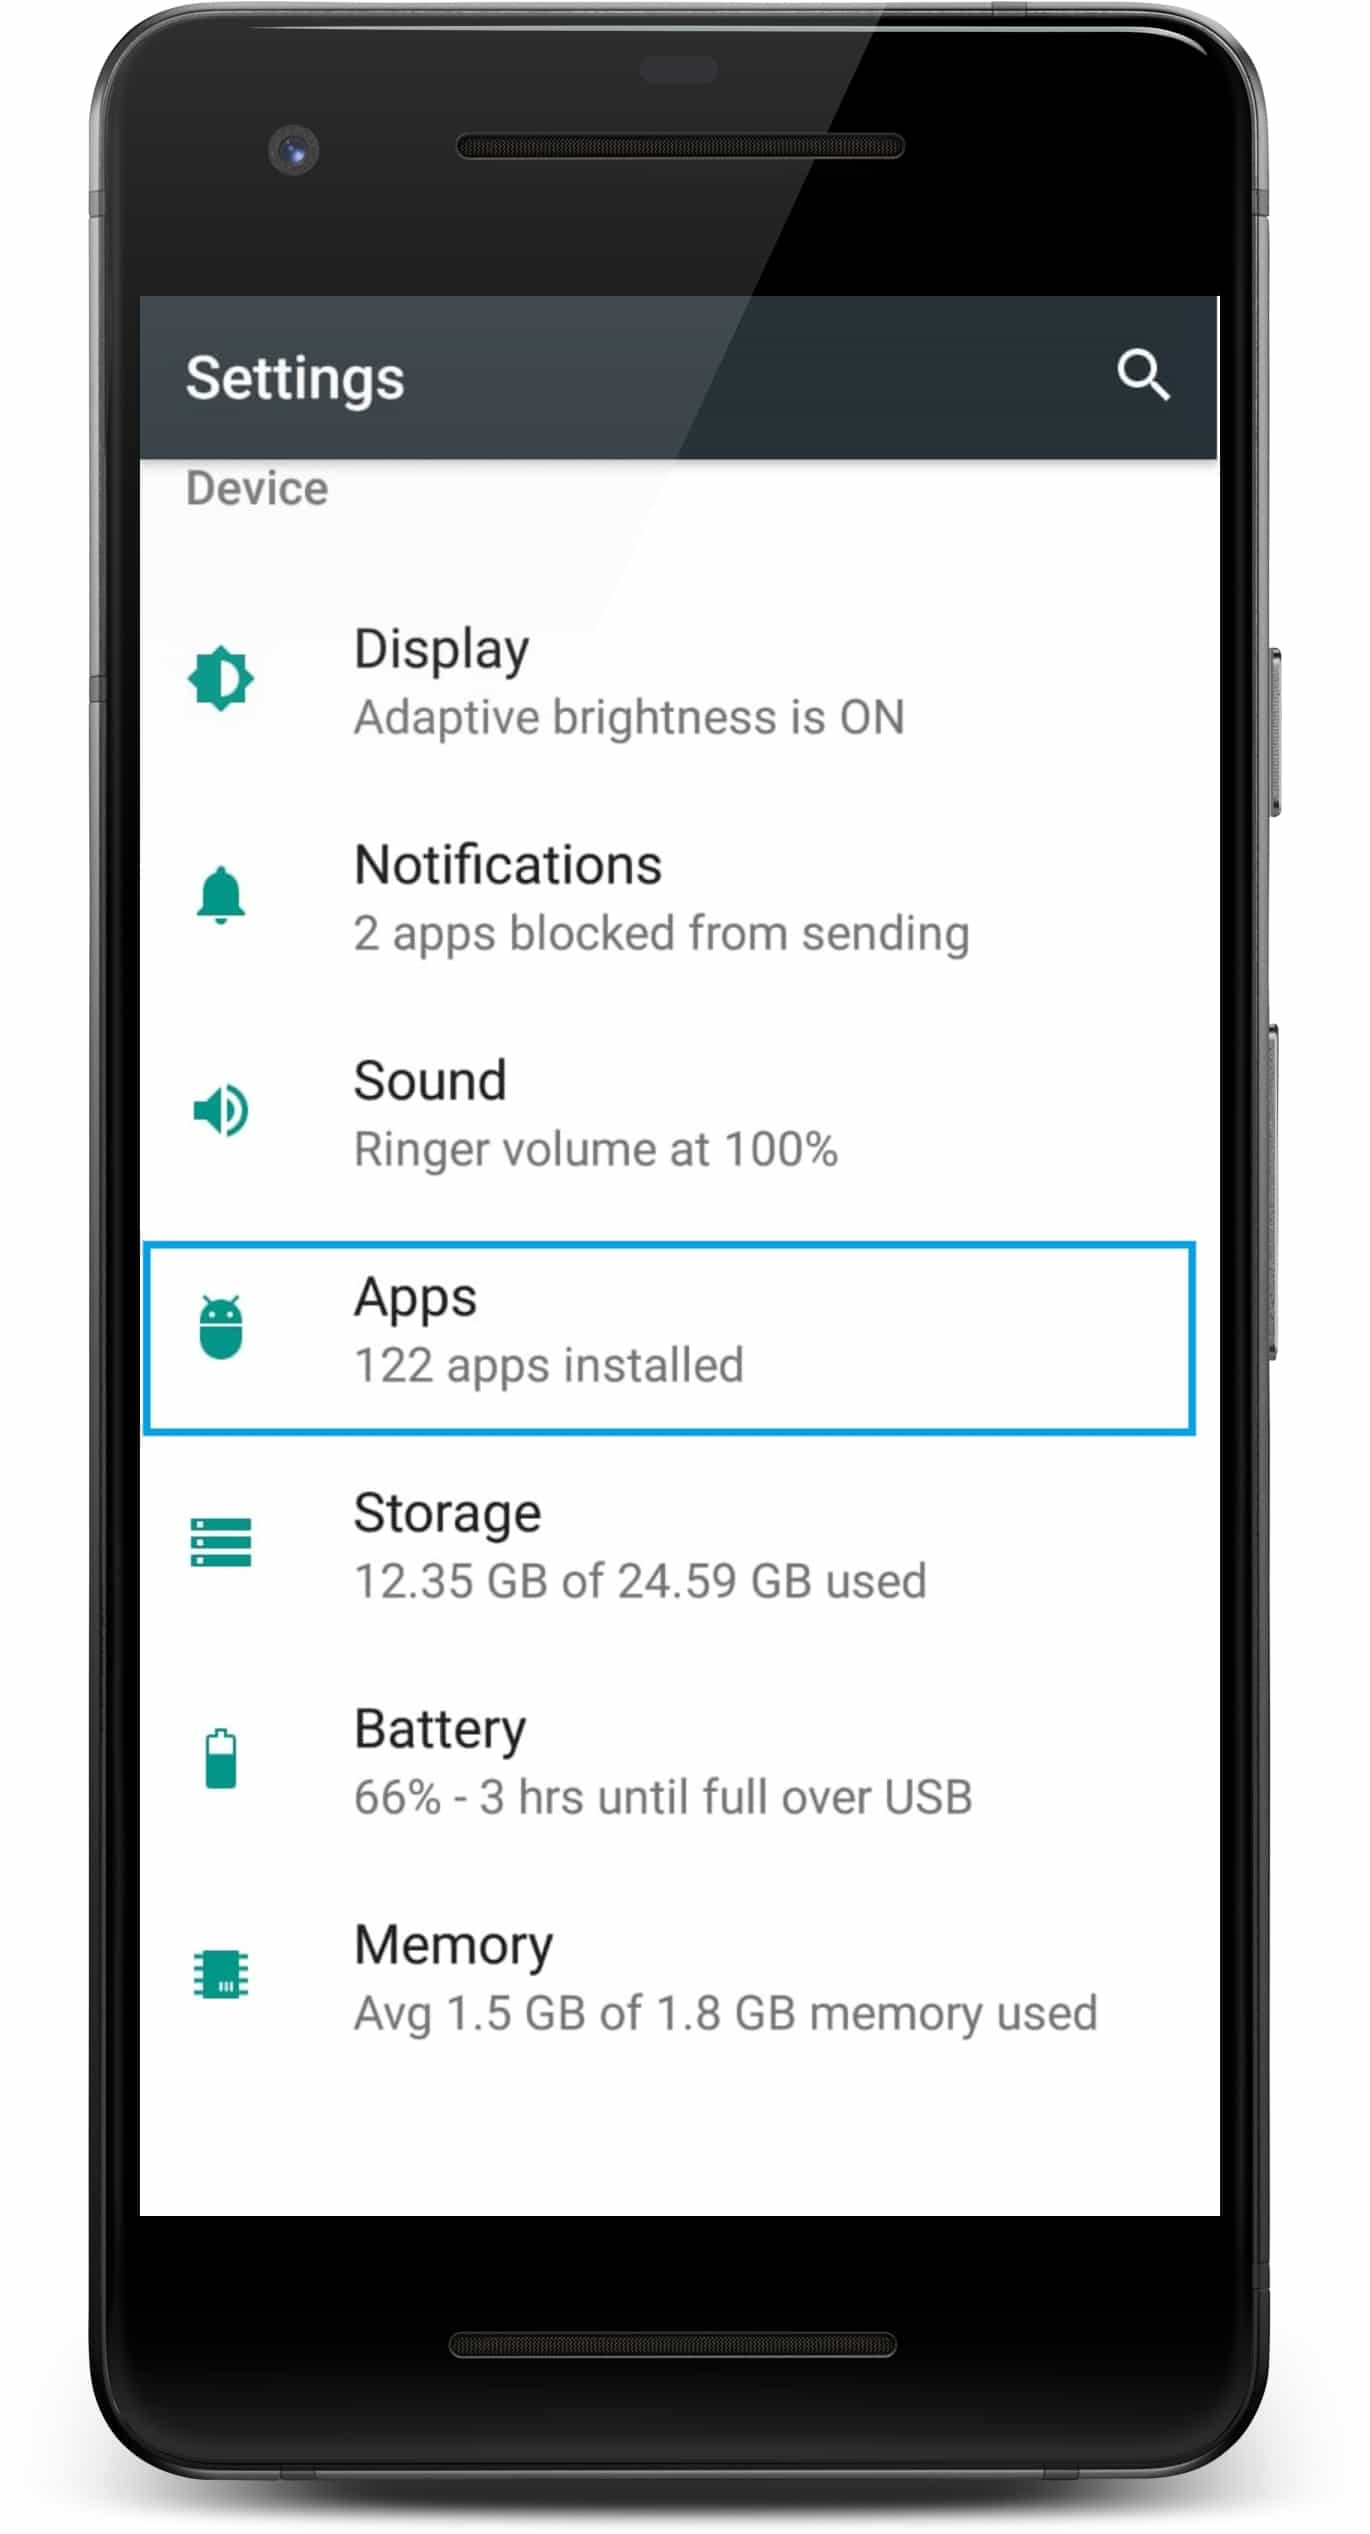 Settings
Device
Display
Adaptive brightness is ON
Notifications
2 apps blocked from sending
Sound
Ringer volume at 100%
Apps
122 apps installed
Storage
12.35 GB of 24.59 GB used
Battery
66% - 3 hrs until full over USB
Memory
Avg 1.5 GB of 1.8 GB memory used